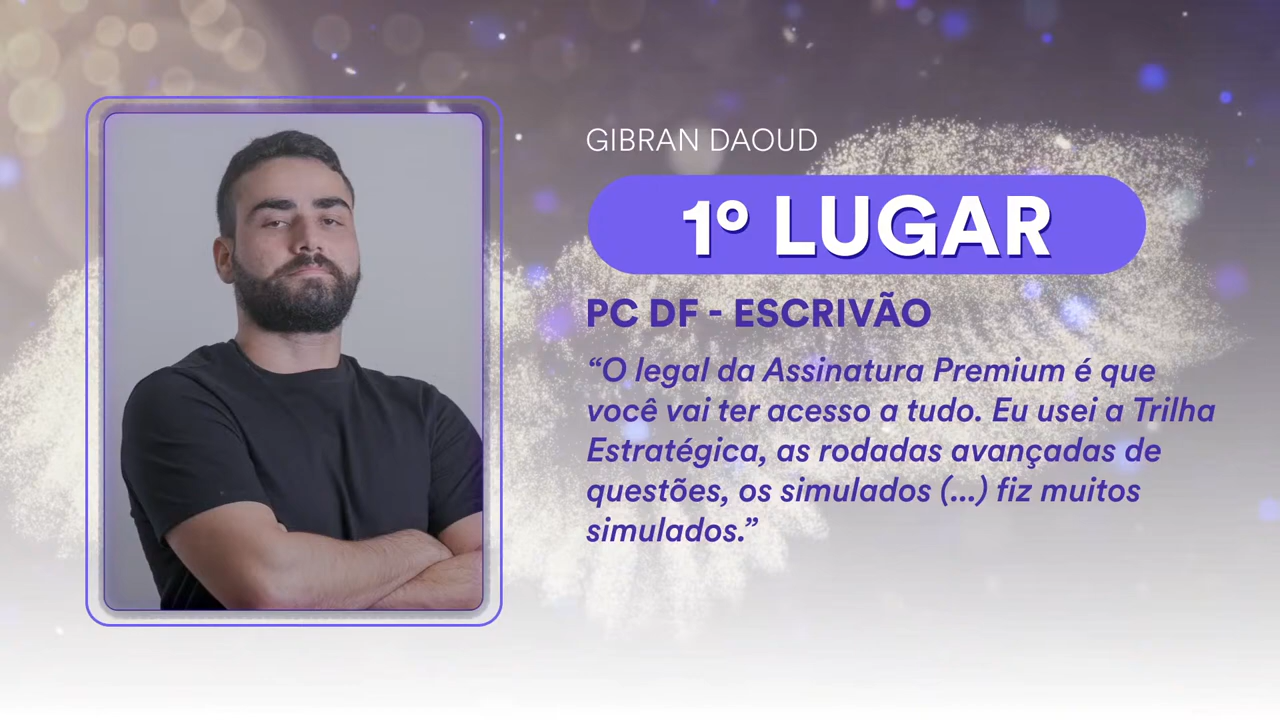 GIBRAN DAOUD
1º LUGAR
PC DF - ESCRIVÃO
“O legal da Assinatura Premium é que
você vai ter acesso a tudo. Eu usei a Trilha
Estratégica, as rodadas avançadas de
questões, os simulados (...) fiz muitos
simulados.”